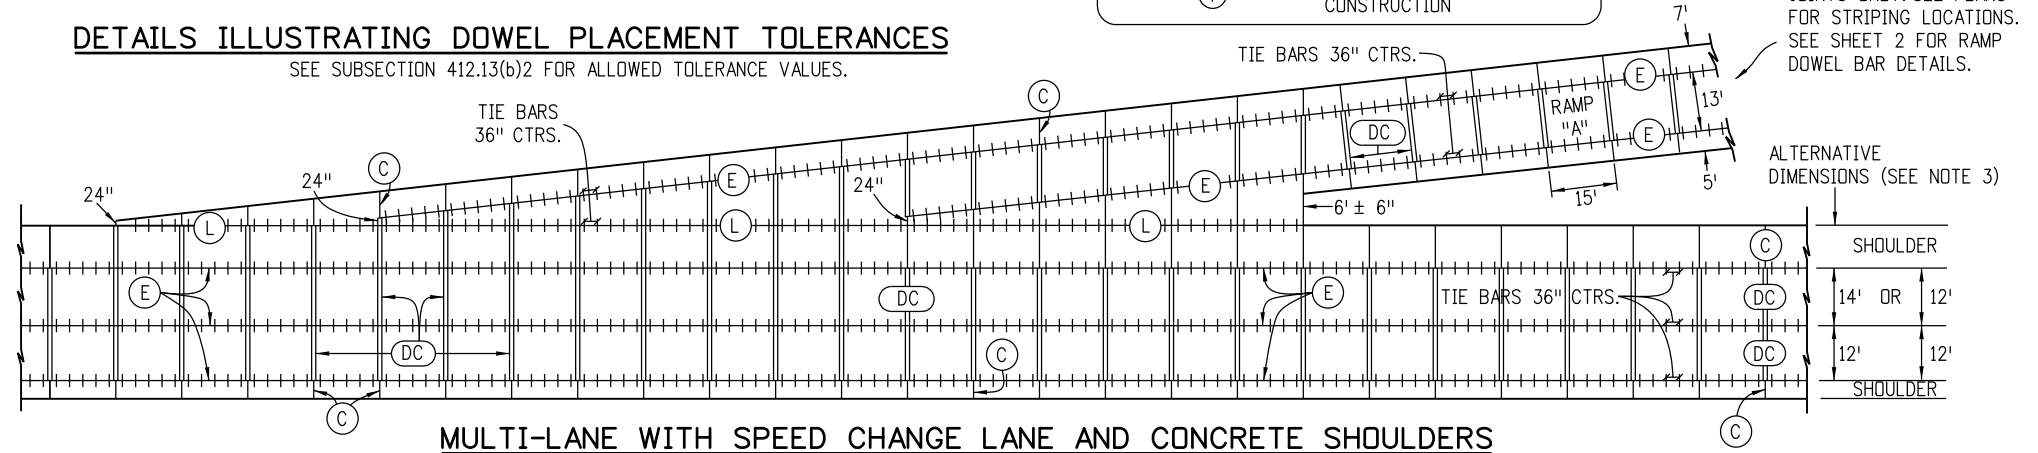 CONSTRUCTION
DETAILS ILLUSTRATING DOWEL PLACEMENT TOLERANCES
SEE SUBSECTION 412.13(b)2 FOR ALLOWED TOLERANCE VALUES.
FOR STRIPING LOCATIONS.
SEE SHEET 2 FOR RAMP
DOWEL BAR DETAILS.
7'
TIE BARS 36" CTRS.
E
13'
C
TIE BARS
36" CTRS.
RAMP
"A"
DC
E
5'
15'
ALTERNATIVE
DIMENSIONS (SEE NOTE 3)
C
24"
24"
E
24"
E
6' ± 6"
L
L
L
C
SHOULDER
E
DC
E
TIE BARS 36" CTRS.
DC
14' OR 12'
DC
C
DC
12'
12'
SHOULDER
C
C
MULTI-LANE WITH SPEED CHANGE LANE AND CONCRETE SHOULDERS